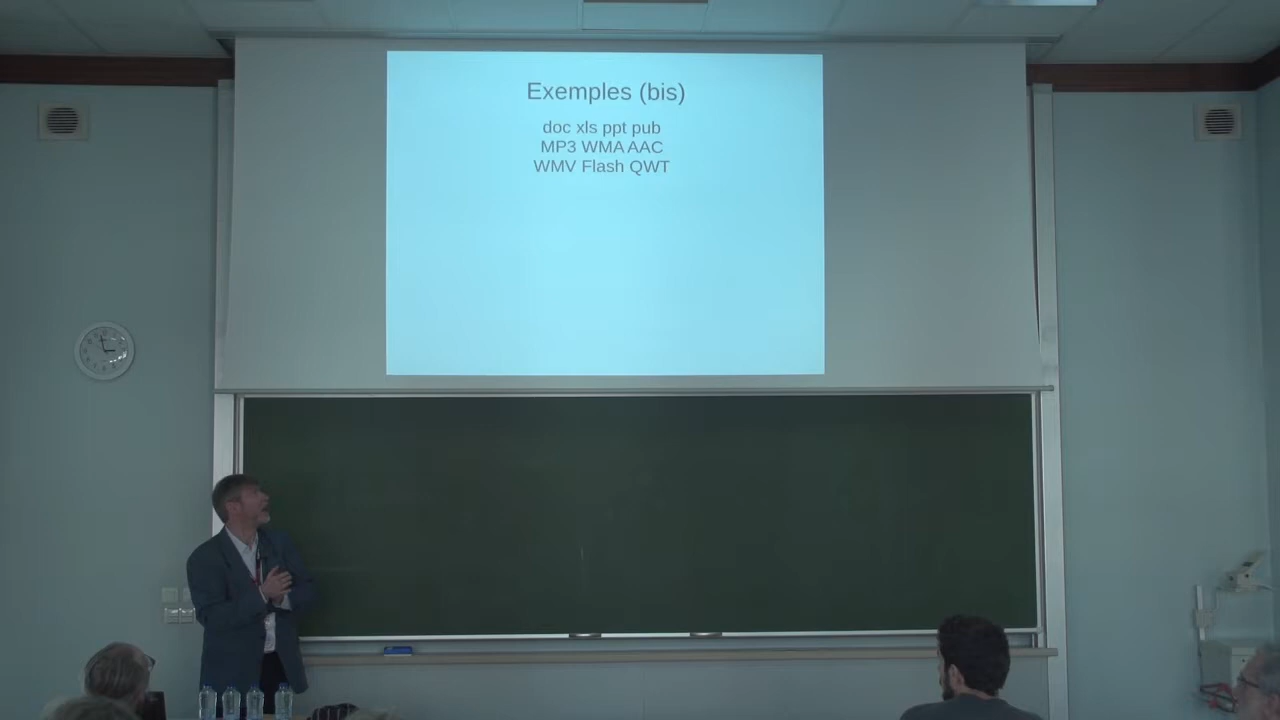 Exemples (bis)
doc xls ppt pub
MP3 WMA AAC
WMV Flash QWT